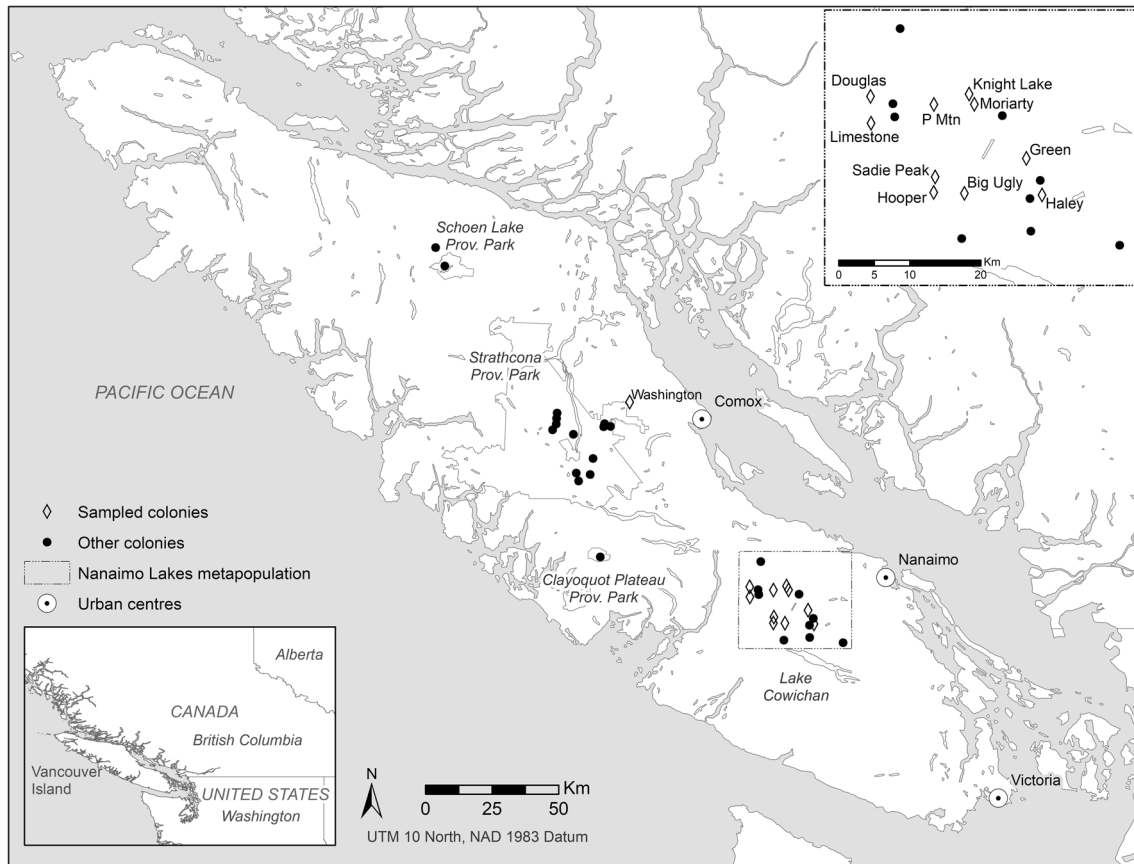 Douglas
Knight Lake
Moriarty
P Mtn
Limestone
Green
Sadie Peak
Big Ugly
Hooper
Haley
Km
0 5 10 20
Schoen Lake
Prov. Park
Strathcona
Prov. Park
PACIFIC OCEAN
Washington
Comox
Sampled colonies
Other colonies
Nanaimo Lakes metapopulation
Urban centres
Clayoquot Plateau
Prov. Park
Nanaimo
Lake
Cowichan
Victoria
Alberta
CANADA
British Columbia
Vancouver
Island
UNITED STATES
Washington
N
Km
0 25 50
UTM 10 North, NAD 1983 Datum